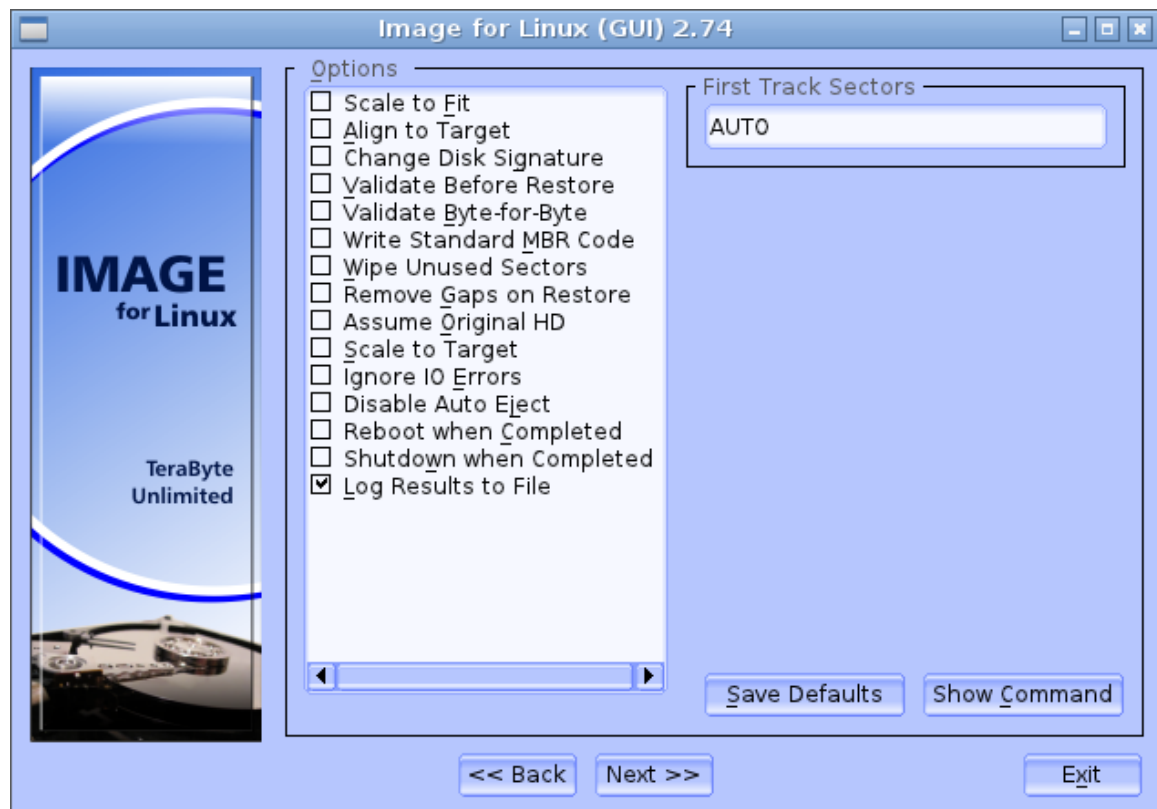 Image for Linux (GUI) 2.74
IMAGE
for Linux
TeraByte
Unlimited
Options
Scale to Fit
Align to Target
Change Disk Signature
Validate Before Restore
Validate Byte-for-Byte
Write Standard MBR Code
Wipe Unused Sectors
Remove Gaps on Restore
Assume Original HD
Scale to Target
Ignore IO Errors
Disable Auto Eject
Reboot when Completed
Shutdown when Completed
Log Results to File
First Track Sectors
AUTO
Save Defaults
Show Command
<< Back
Next >>
Exit